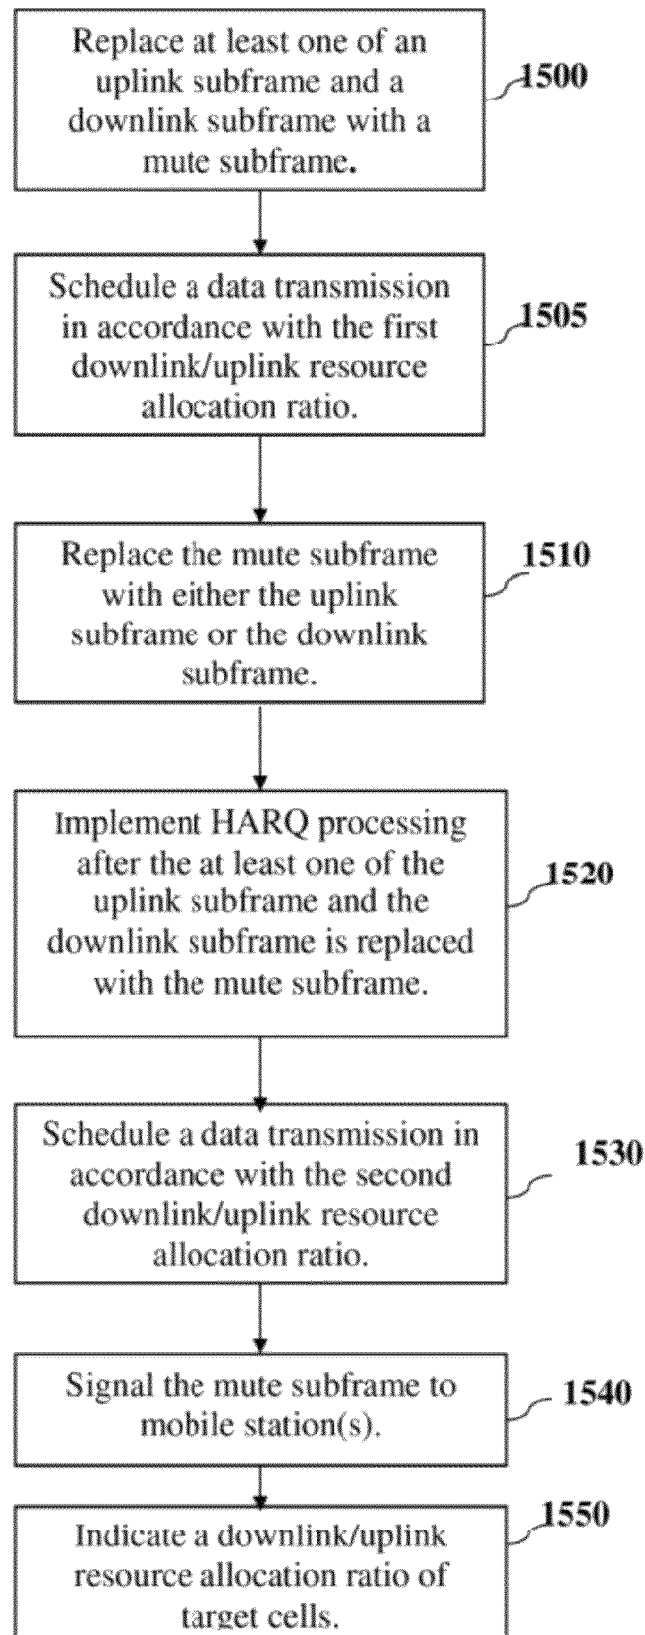 Replace at least one of an
uplink subframe and a
downlink subframe with a
mute subframe.
1500
Schedule a data transmission
in accordance with the first
downlink/uplink resource
allocation ratio.
1505
Replace the mute subframe
with either the uplink
subframe or the downlink
subframe.
1510
Implement HARQ processing
after the at least one of the
uplink subframe and the
downlink subframe is replaced
with the mute subframe.
1520
Schedule a data transmission in
accordance with the second
downlink/uplink resource
allocation ratio.
1530
Signal the mute subframe to
mobile station(s).
1540
Indicate a downlink/uplink
resource allocation ratio of
target cells.
1550